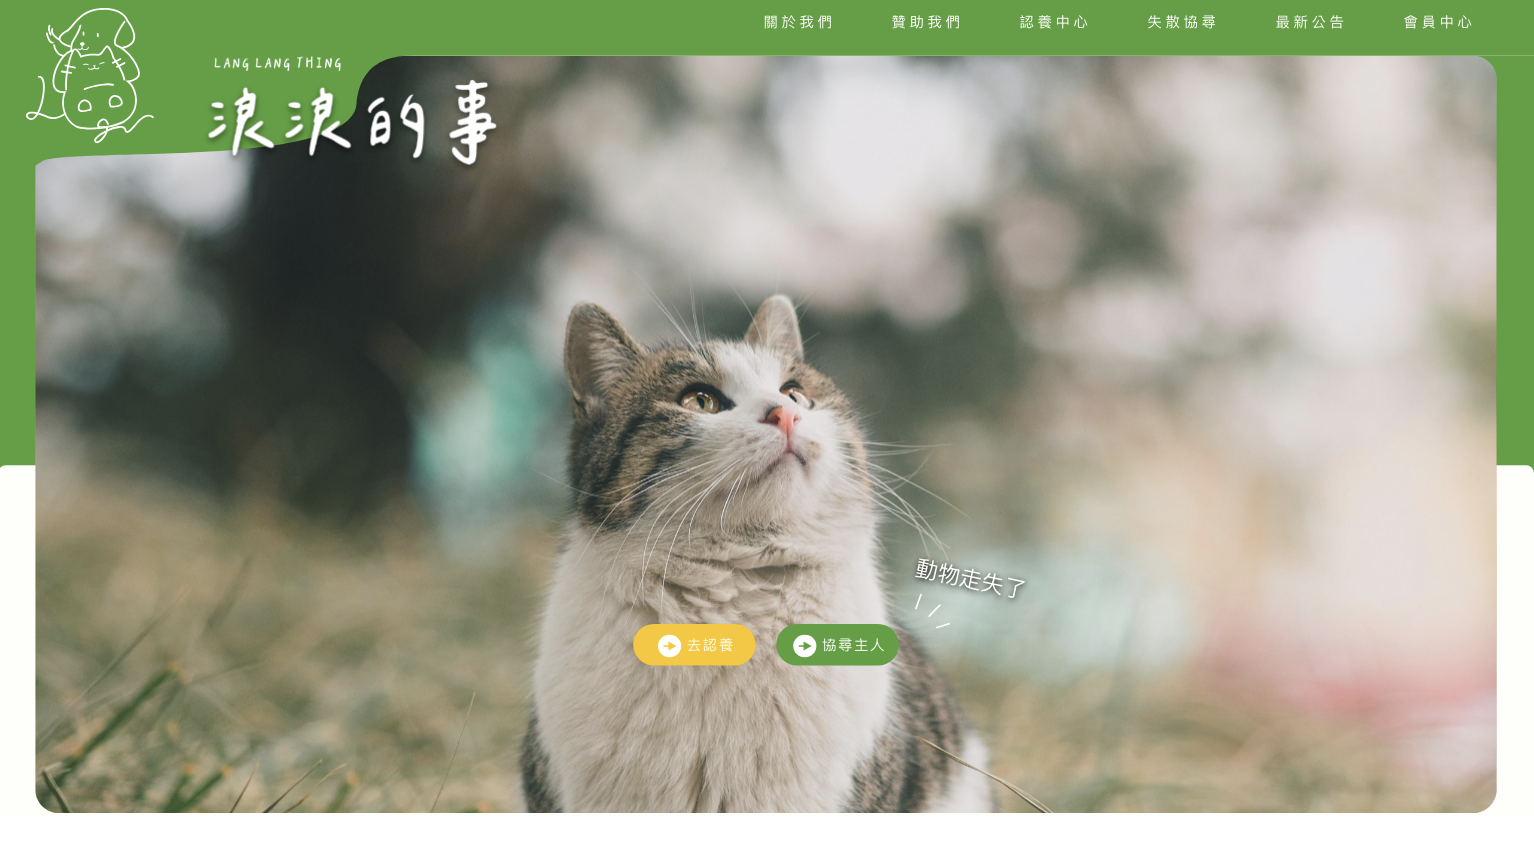 關於我們
贊助我們
認養中心
失散協尋
最新公告
會員中心
LANG LANG THING
浪浪的事
動物走失了
去認養
協尋主人